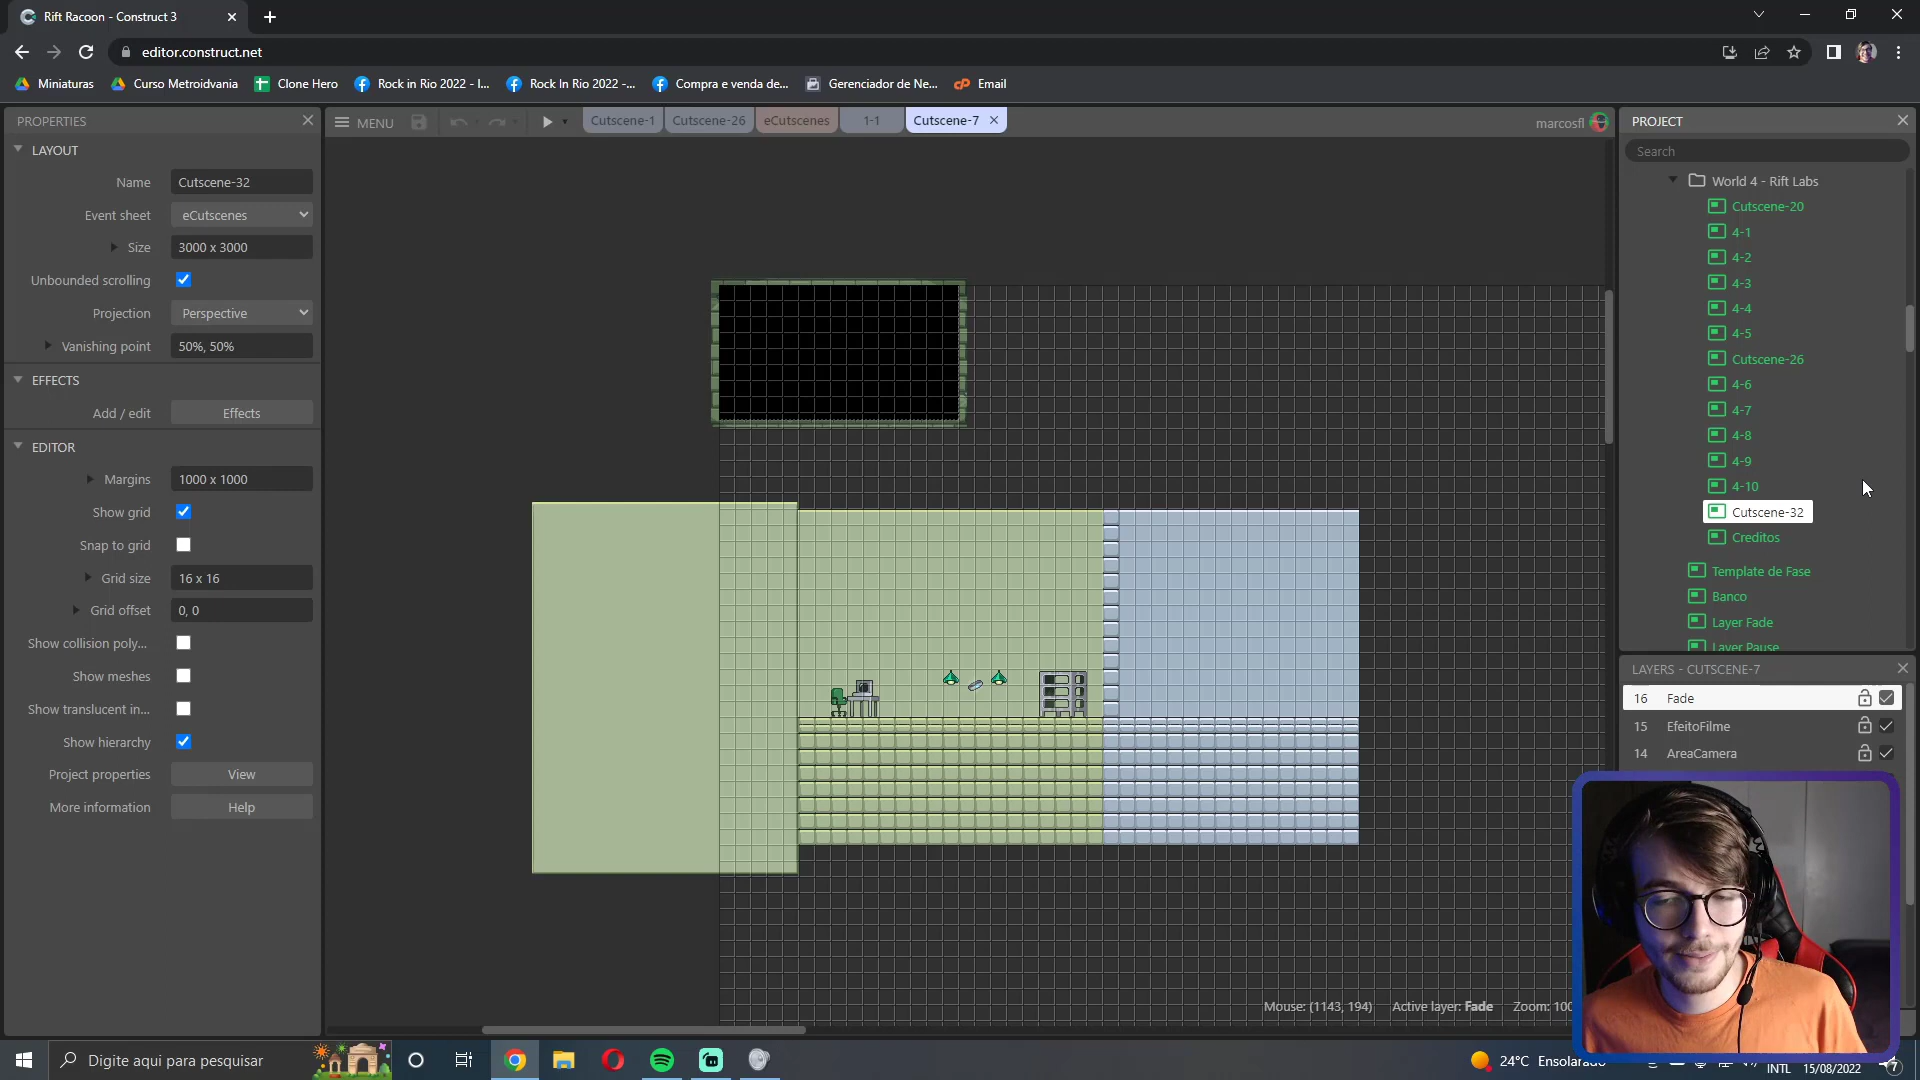 Rift Racoon - Construct 3
editor.construct.net
Miniaturas
Curso Metroidvania
Clone Hero
Rock in Rio 2022 - I...
Rock In Rio 2022 -...
Compra e venda de...
Gerenciador de Ne...
Email
PROPERTIES
LAYOUT
Name
Cutscene-32
Event sheet
eCutscenes
Size
3000 x 3000
Unbounded scrolling
Projection
Perspective
Vanishing point
50%, 50%
EFFECTS
Add / edit
Effects
EDITOR
Margins
1000 x 1000
Show grid
Snap to grid
Grid size
16 x 16
Grid offset
0, 0
Show collision poly...
Show meshes
Show translucent in...
Show hierarchy
Project properties
View
More information
Help
MENU
Cutscene-1
Cutscene-26
eCutscenes
1-1
Cutscene-7
marcosfl
Mouse: (1143, 194)
Active layer: Fade
Zoom: 100
PROJECT
Search
World 4 - Rift Labs
Cutscene-20
4-1
4-2
4-3
4-4
4-5
Cutscene-26
4-6
4-7
4-8
4-9
4-10
Cutscene-32
Creditos
Template de Fase
Banco
Layer Fade
Layer Pause
LAYERS - CUTSCENE-7
16 Fade
15 EfeitoFilme
14 AreaCamera
Digite aqui para pesquisar
24°C Ensolarado
INTL
15/08/2022
7